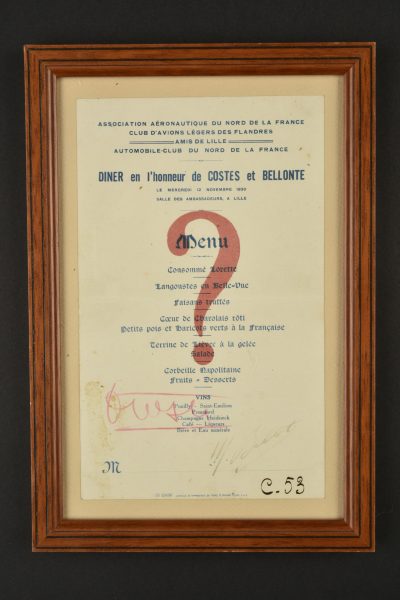 ASSOCIATION AÉRONAUTIQUE DU NORD DE LA FRANCE
CLUB D'AVIONS LÉGERS DES FLANDRES
AMIS DE LILLE
AUTOMOBILE-CLUB DU NORD DE LA FRANCE
DINER en l'honneur de COSTES et BELLONTE
LE MERCREDI 12 NOVEMBRE 1930
SALLE DES AMBASSADEURS, A LILLE
?
Menu
Consommé Lorette
Langoustes en Belle-Vue
Faisans truffés
Cœur de Charolais rôti
Petits pois et Haricots verts à la Française
Terrine de Lièvre à la gelée
Salade
Corbeille Napolitaine
Fruits - Desserts
VINS
Pouilly - Saint-Emilion
Pommard
Champagne Heidsieck
Café - Liqueurs
Bière et Eau minérale
M
C.53